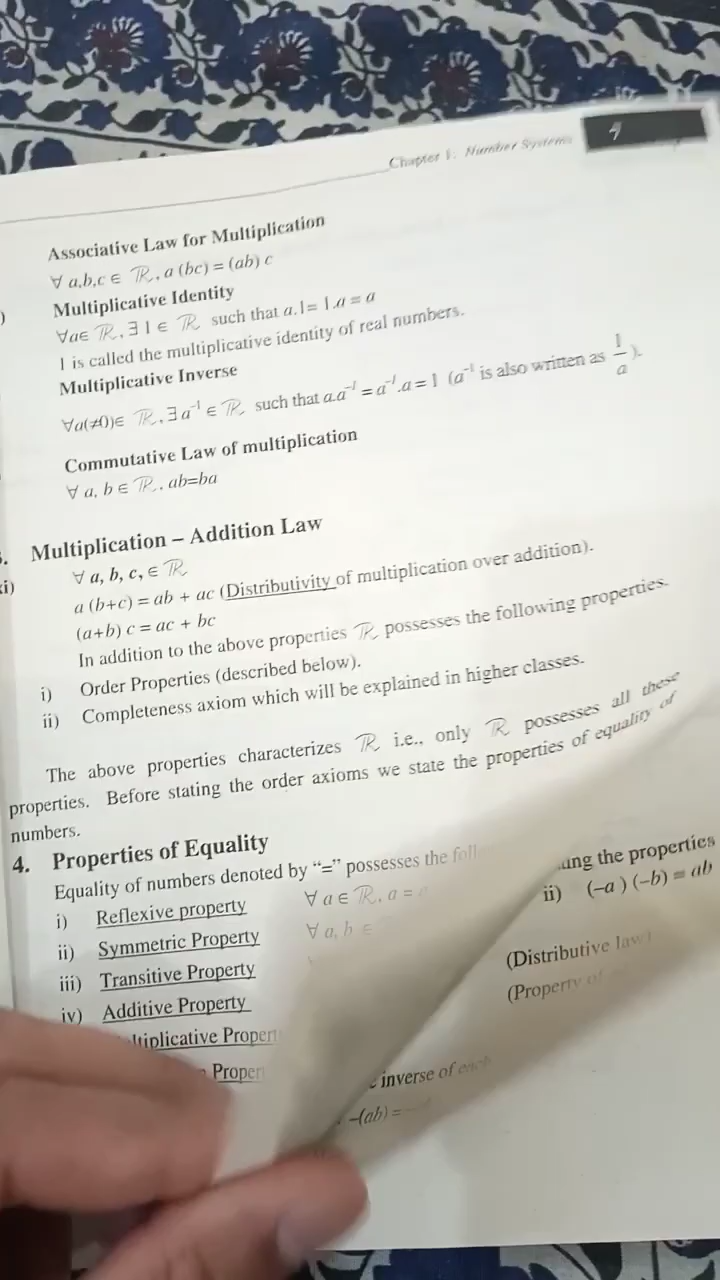 Chapter 1: Number Systems
Associative Law for Multiplication
∀ a,b,c ∈ ℝ, a (bc) = (ab) c
)
Multiplicative Identity
∀a∈ ℝ, ∃ 1 ∈ ℝ such that a.1= 1.a = a
1 is called the multiplicative identity of real numbers.
Multiplicative Inverse
∀a(≠0)∈ ℝ, ∃ a⁻¹ ∈ ℝ such that a.a⁻¹ = a⁻¹.a = 1 (a⁻¹ is also written as 1/a).
Commutative Law of multiplication
∀ a, b ∈ ℝ, ab=ba
. Multiplication – Addition Law
xi) ∀ a, b, c, ∈ ℝ
a (b+c) = ab + ac (Distributivity of multiplication over addition).
(a+b) c = ac + bc
In addition to the above properties ℝ possesses the following properties.
i) Order Properties (described below).
ii) Completeness axiom which will be explained in higher classes.
The above properties characterizes ℝ i.e., only ℝ possesses all these
properties. Before stating the order axioms we state the properties of equality of
numbers.
4. Properties of Equality
Equality of numbers denoted by “=” possesses the
i) Reflexive property ∀ a ∈ ℝ, a =
ii) Symmetric Property ∀ a, b ∈
iii) Transitive Property
iv) Additive Property
the properties
ii) (–a ) (–b) = ab
(Distributive law)
(Property of
inverse of
–(ab) =